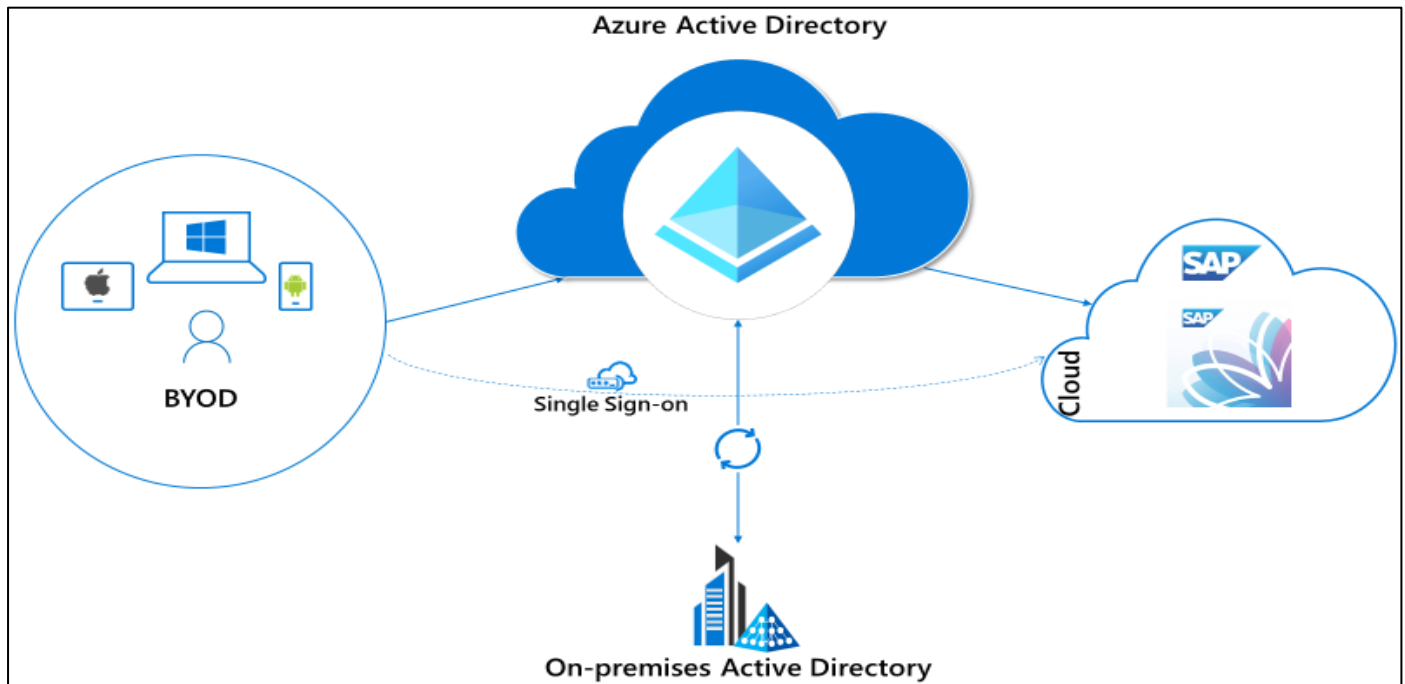 Azure Active Directory
BYOD
Single Sign-on
SAP
SAP
Cloud
On-premises Active Directory